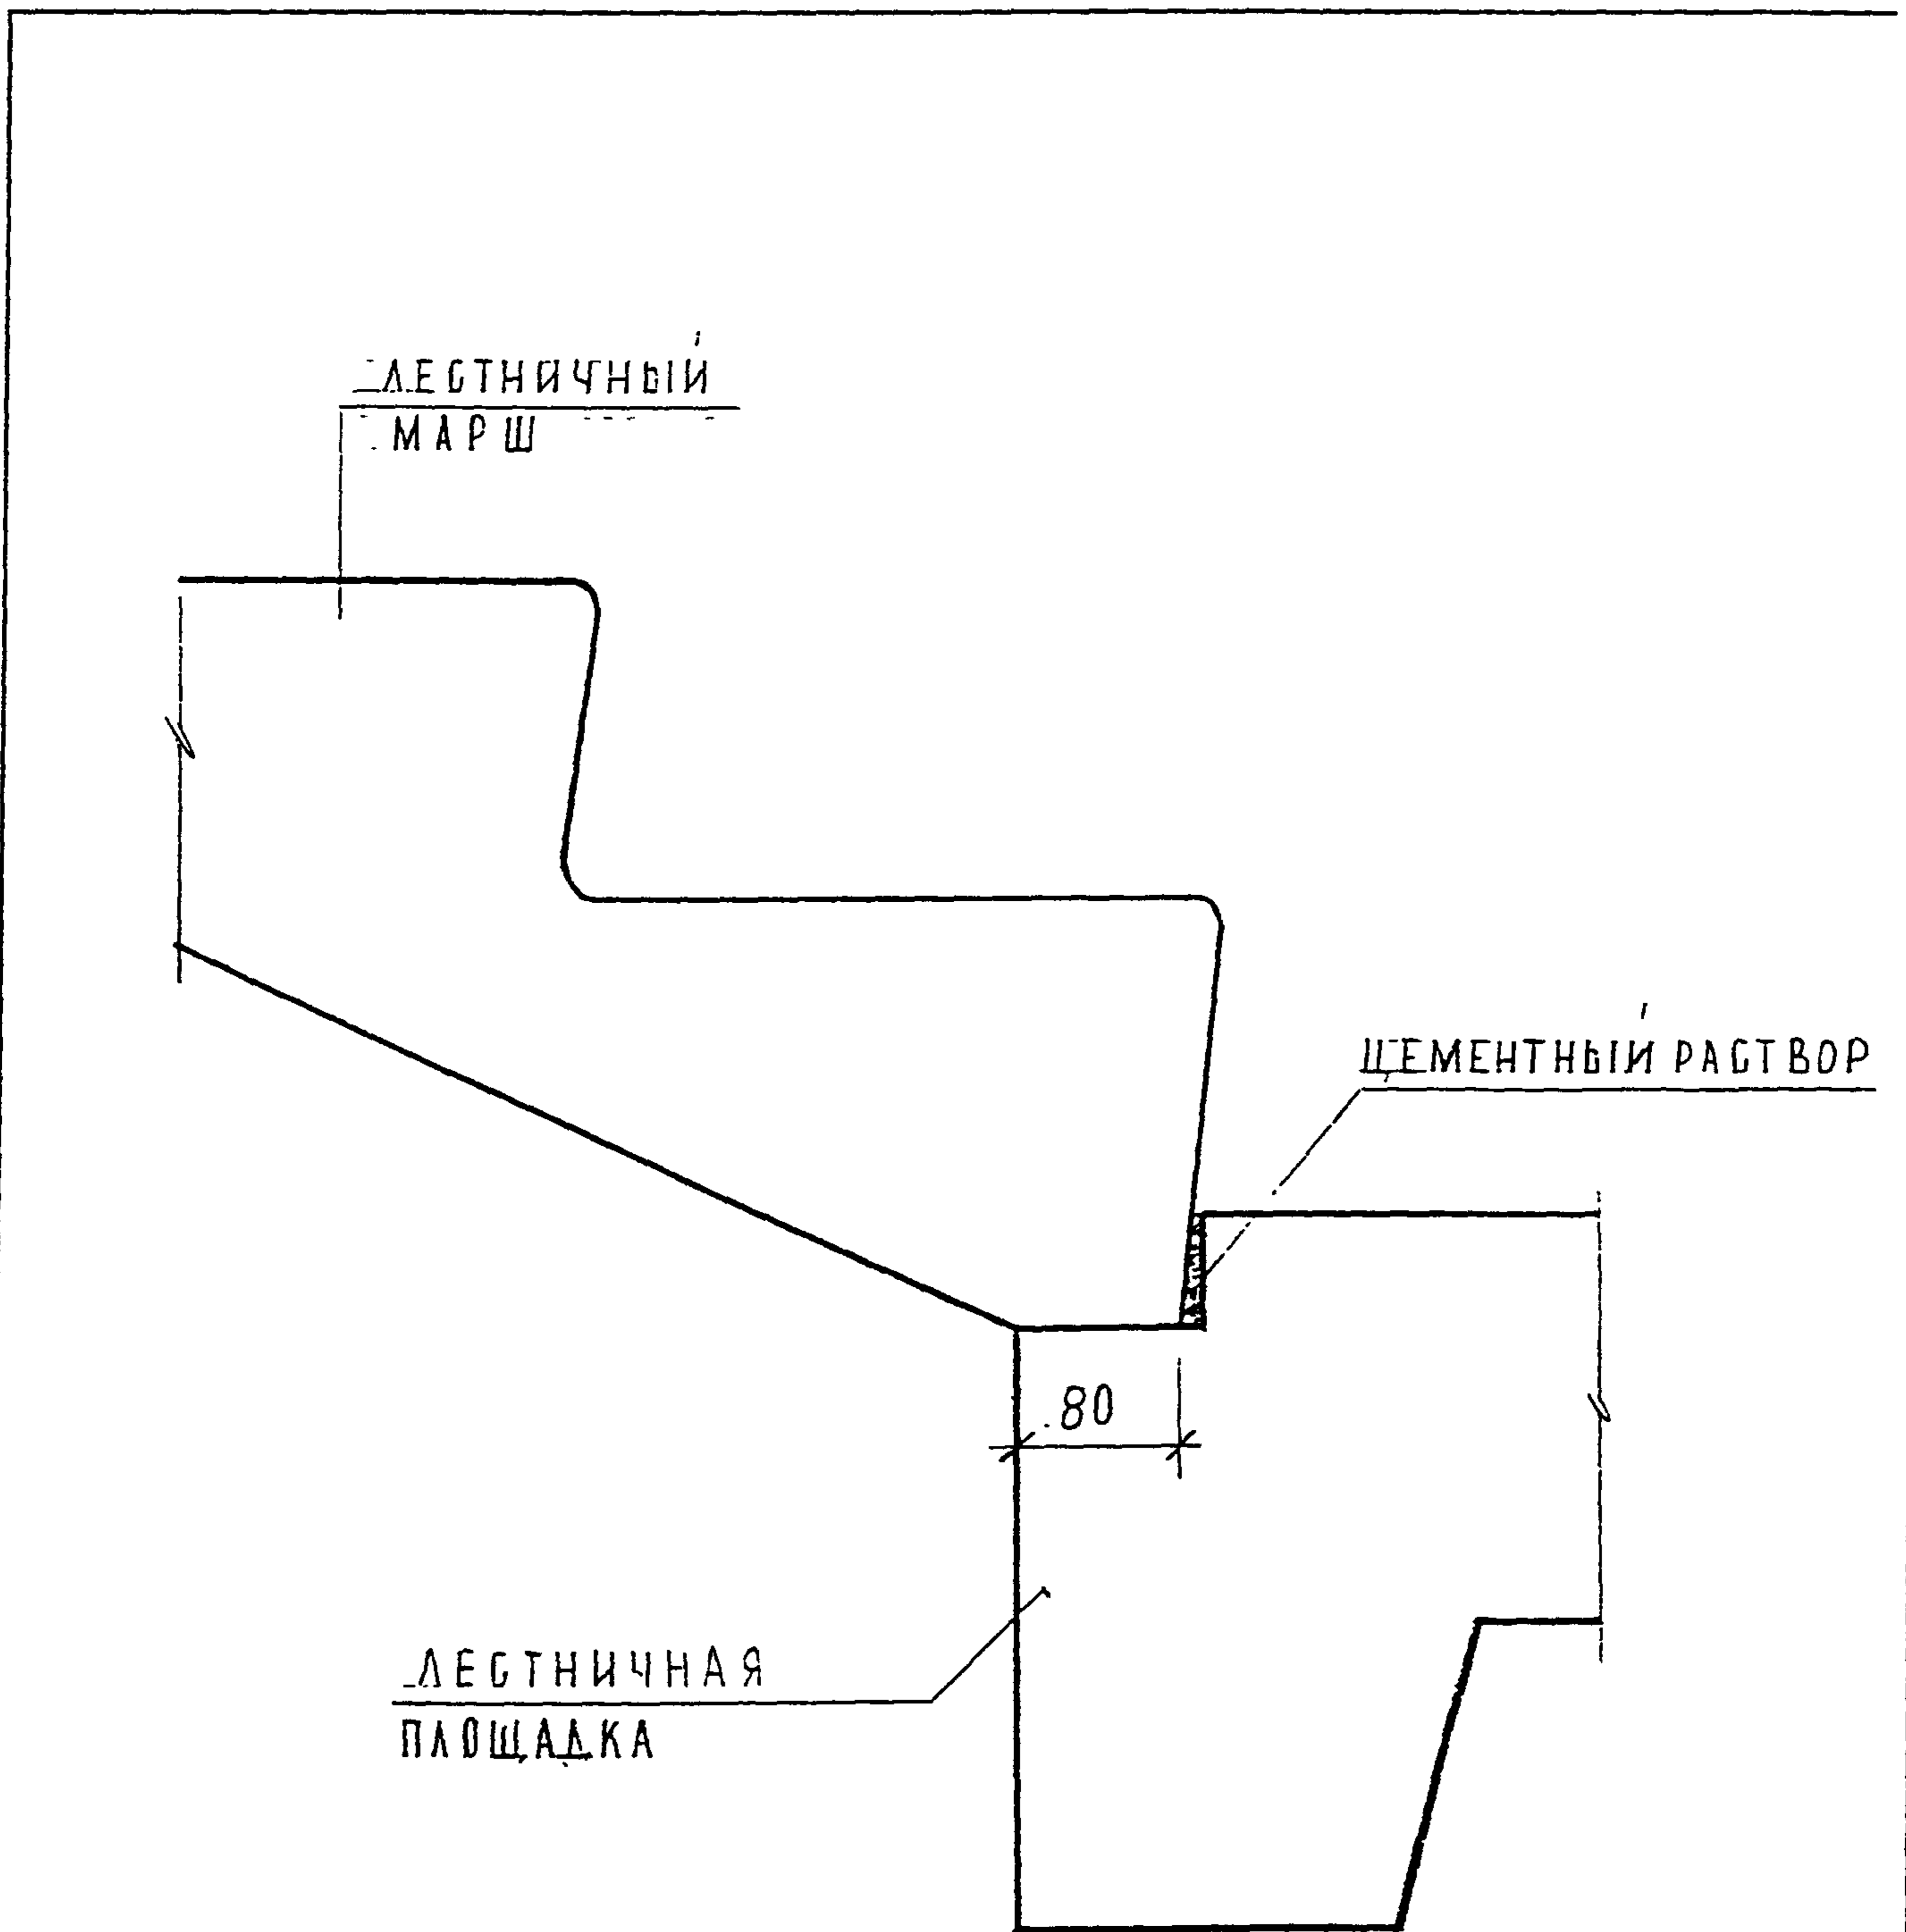 ЛЕСТНИЧНЫЙ
МАРШ
ЦЕМЕНТНЫЙ РАСТВОР
80
ЛЕСТНИЧНАЯ
ПЛОЩАДКА